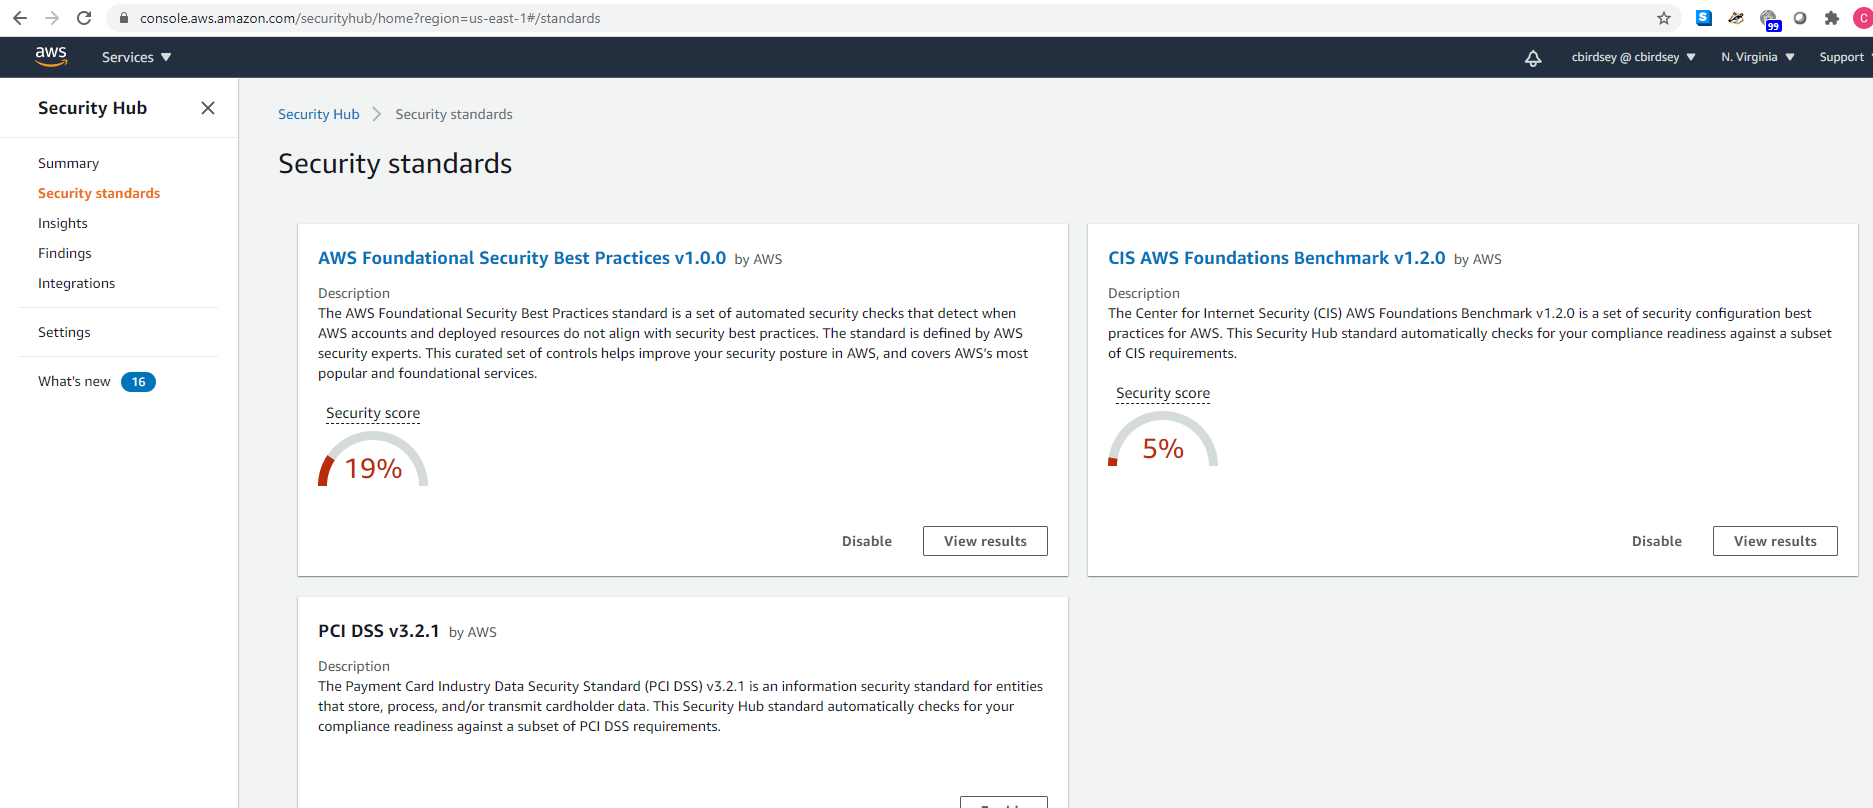 console.aws.amazon.com/securityhub/home?region=us-east-1#/standards
S
99
C
aws
Services
cbirdsey @ cbirdsey
N. Virginia
Support
Security Hub
Summary
Security standards
Insights
Findings
Integrations
Settings
What's new 16
Security Hub
Security standards
Security standards
AWS Foundational Security Best Practices v1.0.0 by AWS
Description
The AWS Foundational Security Best Practices standard is a set of automated security checks that detect when
AWS accounts and deployed resources do not align with security best practices. The standard is defined by AWS
security experts. This curated set of controls helps improve your security posture in AWS, and covers AWS's most
popular and foundational services.
Security score
19%
Disable
View results
CIS AWS Foundations Benchmark v1.2.0 by AWS
Description
The Center for Internet Security (CIS) AWS Foundations Benchmark v1.2.0 is a set of security configuration best
practices for AWS. This Security Hub standard automatically checks for your compliance readiness against a subset
of CIS requirements.
Security score
5%
Disable
View results
PCI DSS v3.2.1 by AWS
Description
The Payment Card Industry Data Security Standard (PCI DSS) v3.2.1 is an information security standard for entities
that store, process, and/or transmit cardholder data. This Security Hub standard automatically checks for your
compliance readiness against a subset of PCI DSS requirements.